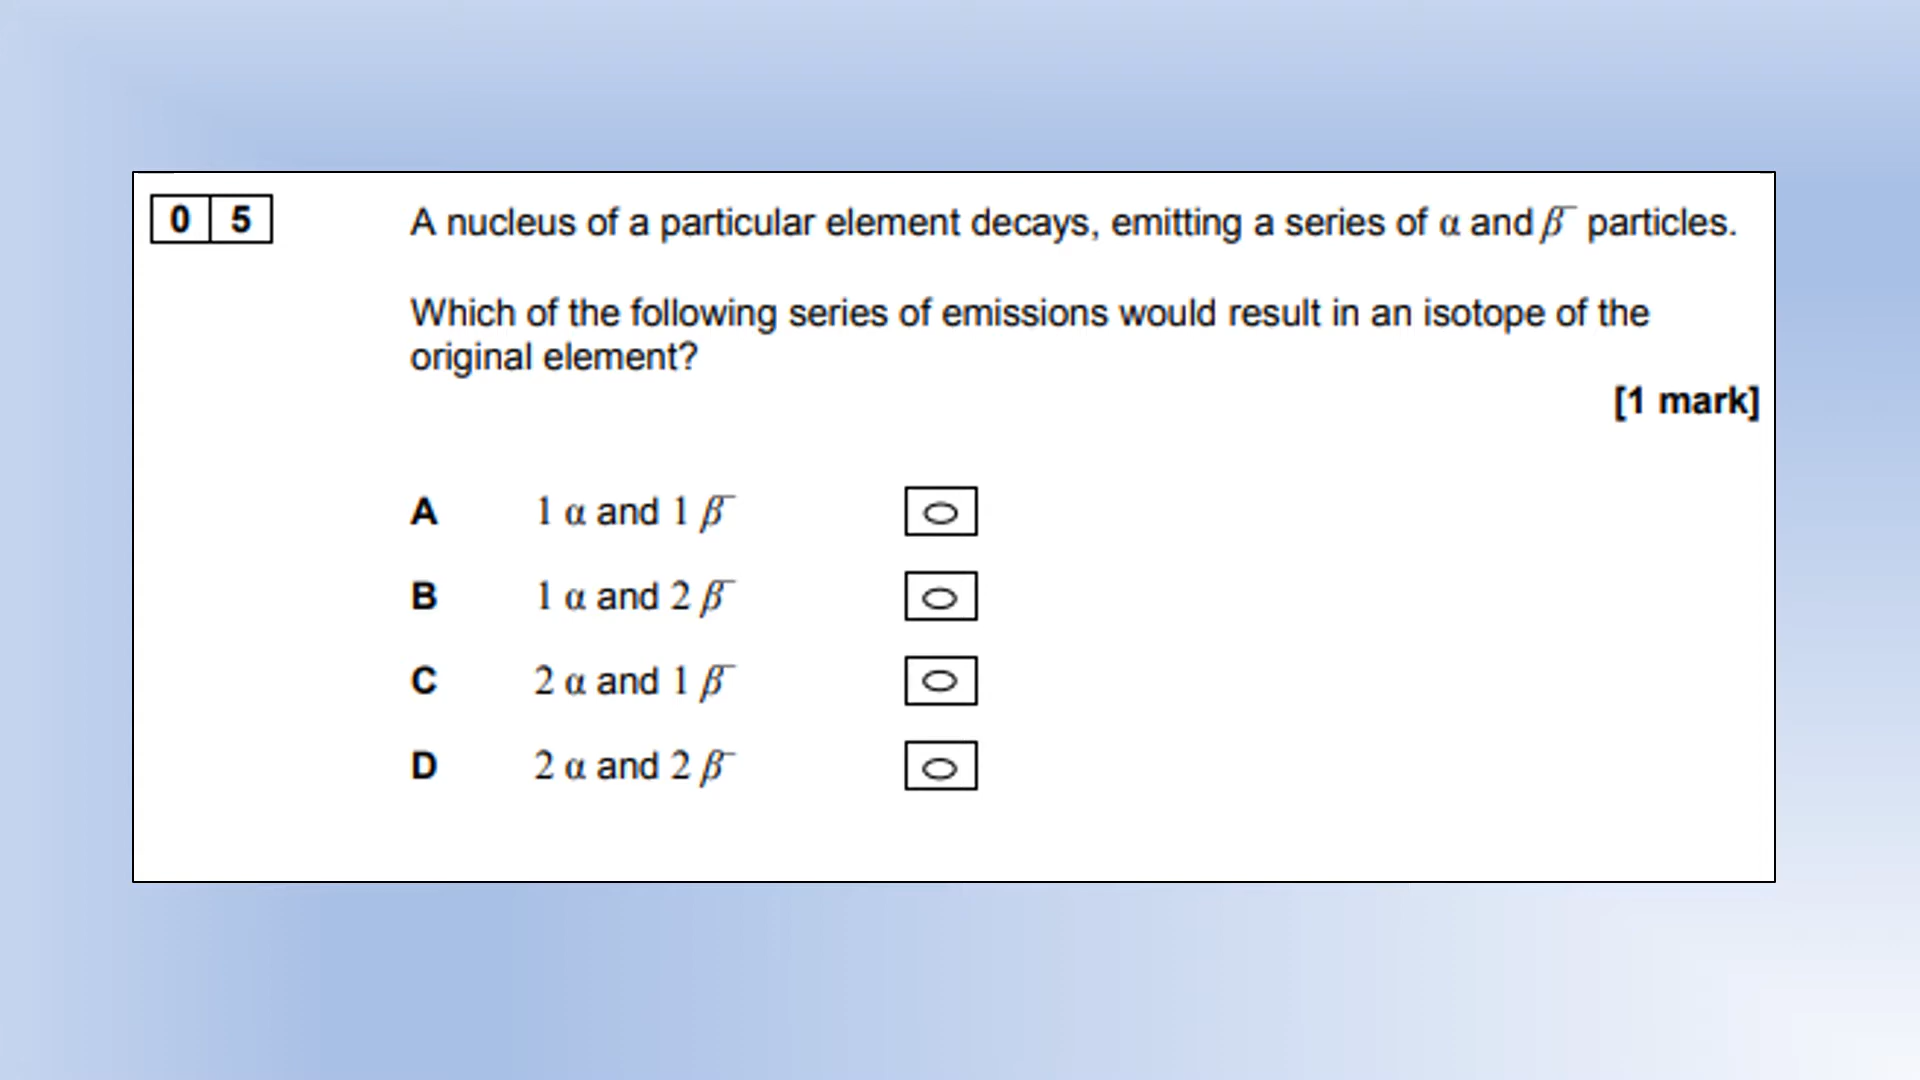 0 5 A nucleus of a particular element decays, emitting a series of α and β⁻ particles.
Which of the following series of emissions would result in an isotope of the
original element?
[1 mark]
A 1 α and 1 β⁻
B 1 α and 2 β⁻
C 2 α and 1 β⁻
D 2 α and 2 β⁻